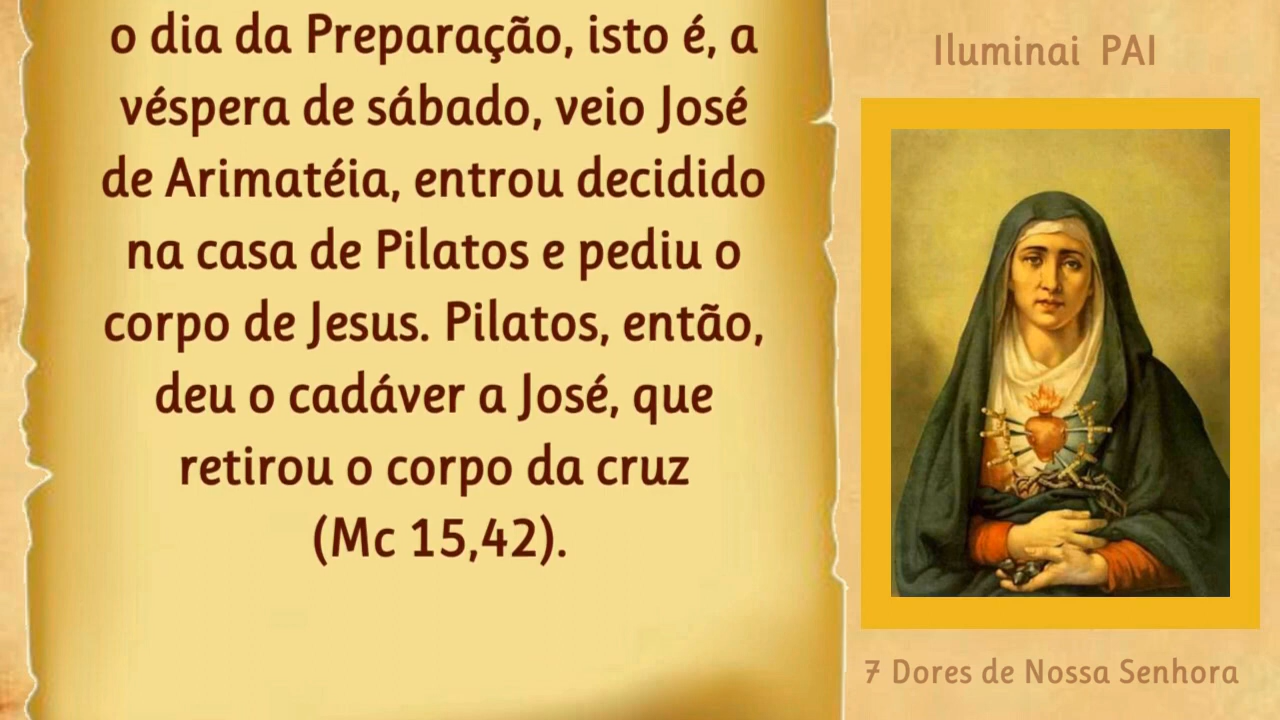 o dia da Preparação, isto é, a
véspera de sábado, veio José
de Arimatéia, entrou decidido
na casa de Pilatos e pediu o
corpo de Jesus. Pilatos, então,
deu o cadáver a José, que
retirou o corpo da cruz
(Mc 15,42).
Iluminai PAI
7 Dores de Nossa Senhora